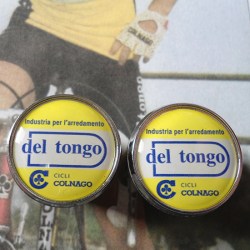 industria per l'arredamento
del tongo
CICLI
COLNAGO
industria per l'arredamento
del tongo
CICLI
COLNAGO